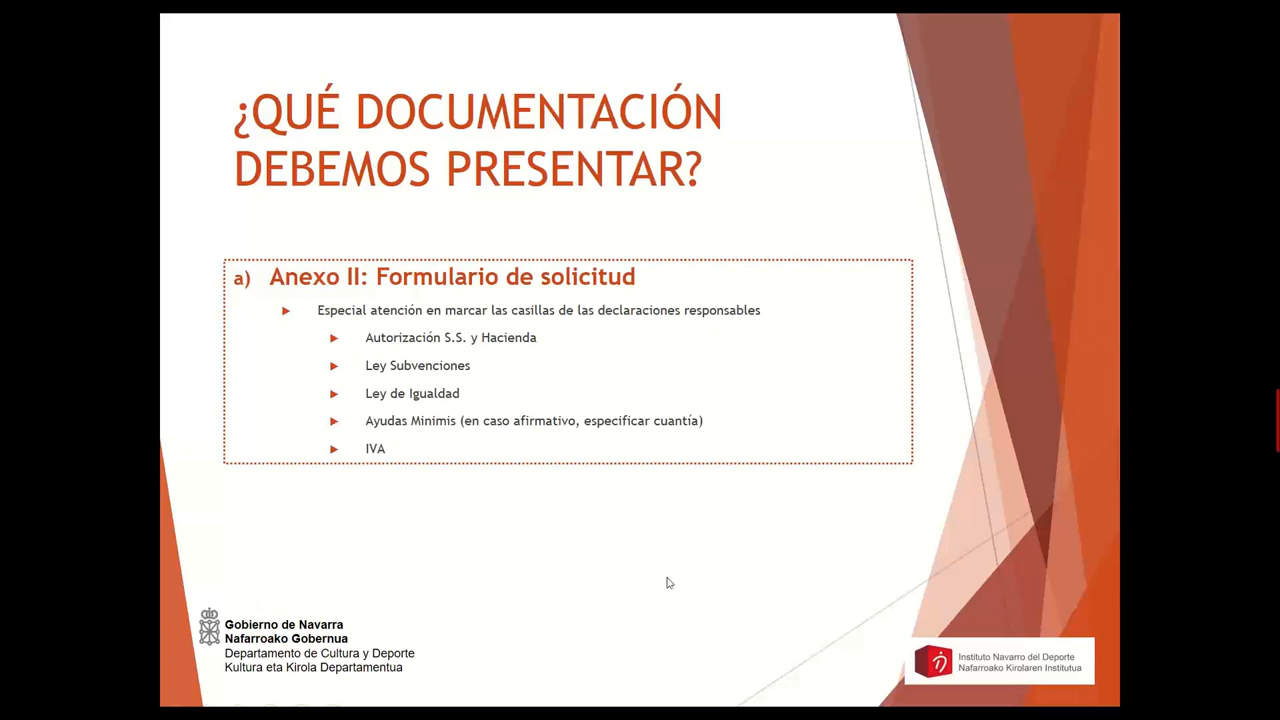 ¿QUÉ DOCUMENTACIÓN
DEBEMOS PRESENTAR?
a) Anexo II: Formulario de solicitud
Especial atención en marcar las casillas de las declaraciones responsables
Autorización S.S. y Hacienda
Ley Subvenciones
Ley de Igualdad
Ayudas Minimis (en caso afirmativo, especificar cuantía)
IVA
Gobierno de Navarra
Nafarroako Gobernua
Departamento de Cultura y Deporte
Kultura eta Kirola Departamentua
Instituto Navarro del Deporte
Nafarroako Kirolaren Institutua